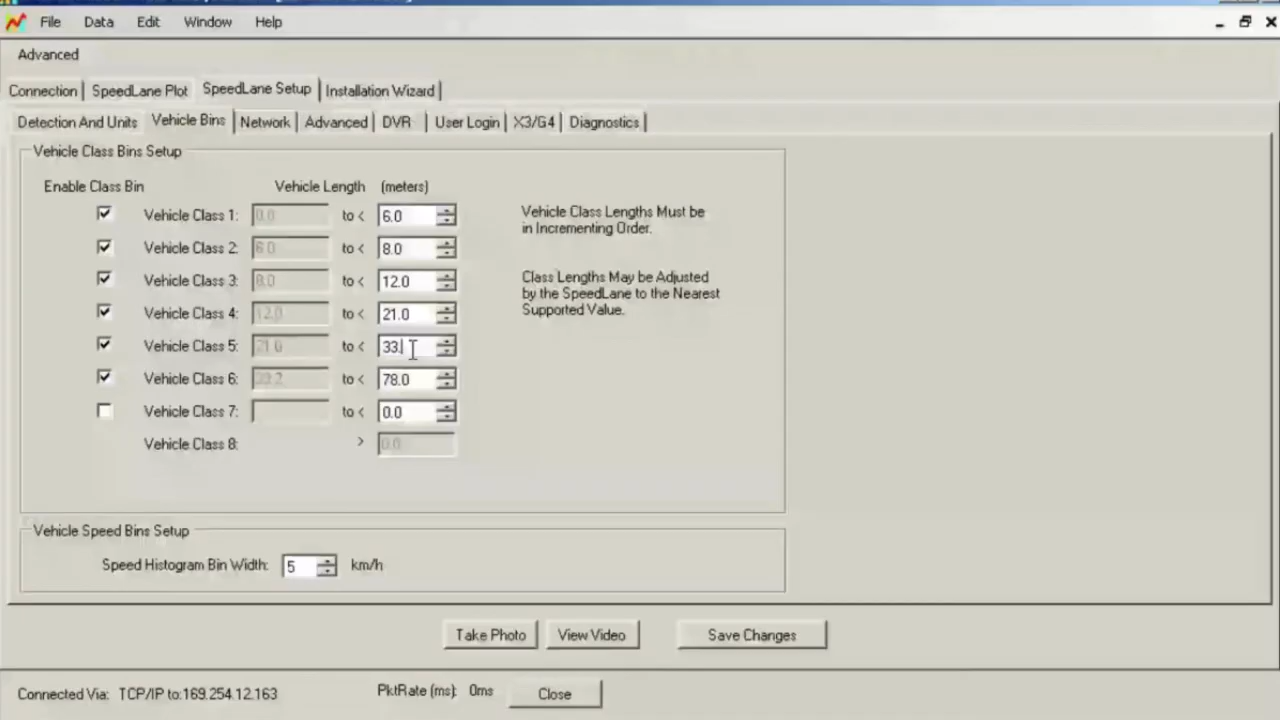 File Data Edit Window Help
Advanced
Connection SpeedLane Plot SpeedLane Setup Installation Wizard
Detection And Units Vehicle Bins Network Advanced DVR User Login X3/G4 Diagnostics
Vehicle Class Bins Setup
Enable Class Bin Vehicle Length (meters)
Vehicle Class 1: 0.0 to < 6.0
Vehicle Class 2: 6.0 to < 8.0
Vehicle Class 3: 8.0 to < 12.0
Vehicle Class 4: 12.0 to < 21.0
Vehicle Class 5: 21.0 to < 33.
Vehicle Class 6: to < 78.0
Vehicle Class 7: to < 0.0
Vehicle Class 8: > 0.0
Vehicle Class Lengths Must be
in Incrementing Order.
Class Lengths May be Adjusted
by the SpeedLane to the Nearest
Supported Value.
Vehicle Speed Bins Setup
Speed Histogram Bin Width: 5 km/h
Take Photo View Video Save Changes
Connected Via: TCP/IP to:169.254.12.163 PktRate (ms): 0ms Close